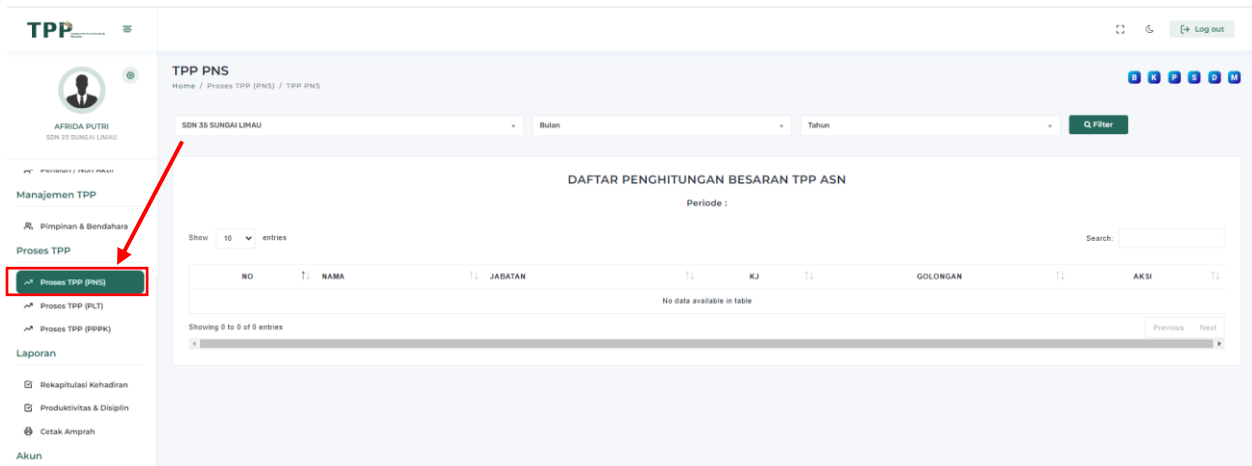 TPP
Log out
AFRIDA PUTRI
SDN 35 SUNGAI LIMAU
TPP PNS
Home / Proses TPP (PNS) / TPP PNS
B K P S D M
SDN 35 SUNGAI LIMAU Bulan Tahun Filter
Pensiun / Non Aktif
Manajemen TPP
Pimpinan & Bendahara
Proses TPP
Proses TPP (PNS)
Proses TPP (PLT)
Proses TPP (PPPK)
Laporan
Rekapitulasi Kehadiran
Produktivitas & Disiplin
Cetak Amprah
Akun
DAFTAR PENGHITUNGAN BESARAN TPP ASN
Periode :
Show 10 entries
Search:
NO NAMA JABATAN KJ GOLONGAN AKSI
No data available in table
Showing 0 to 0 of 0 entries
Previous Next